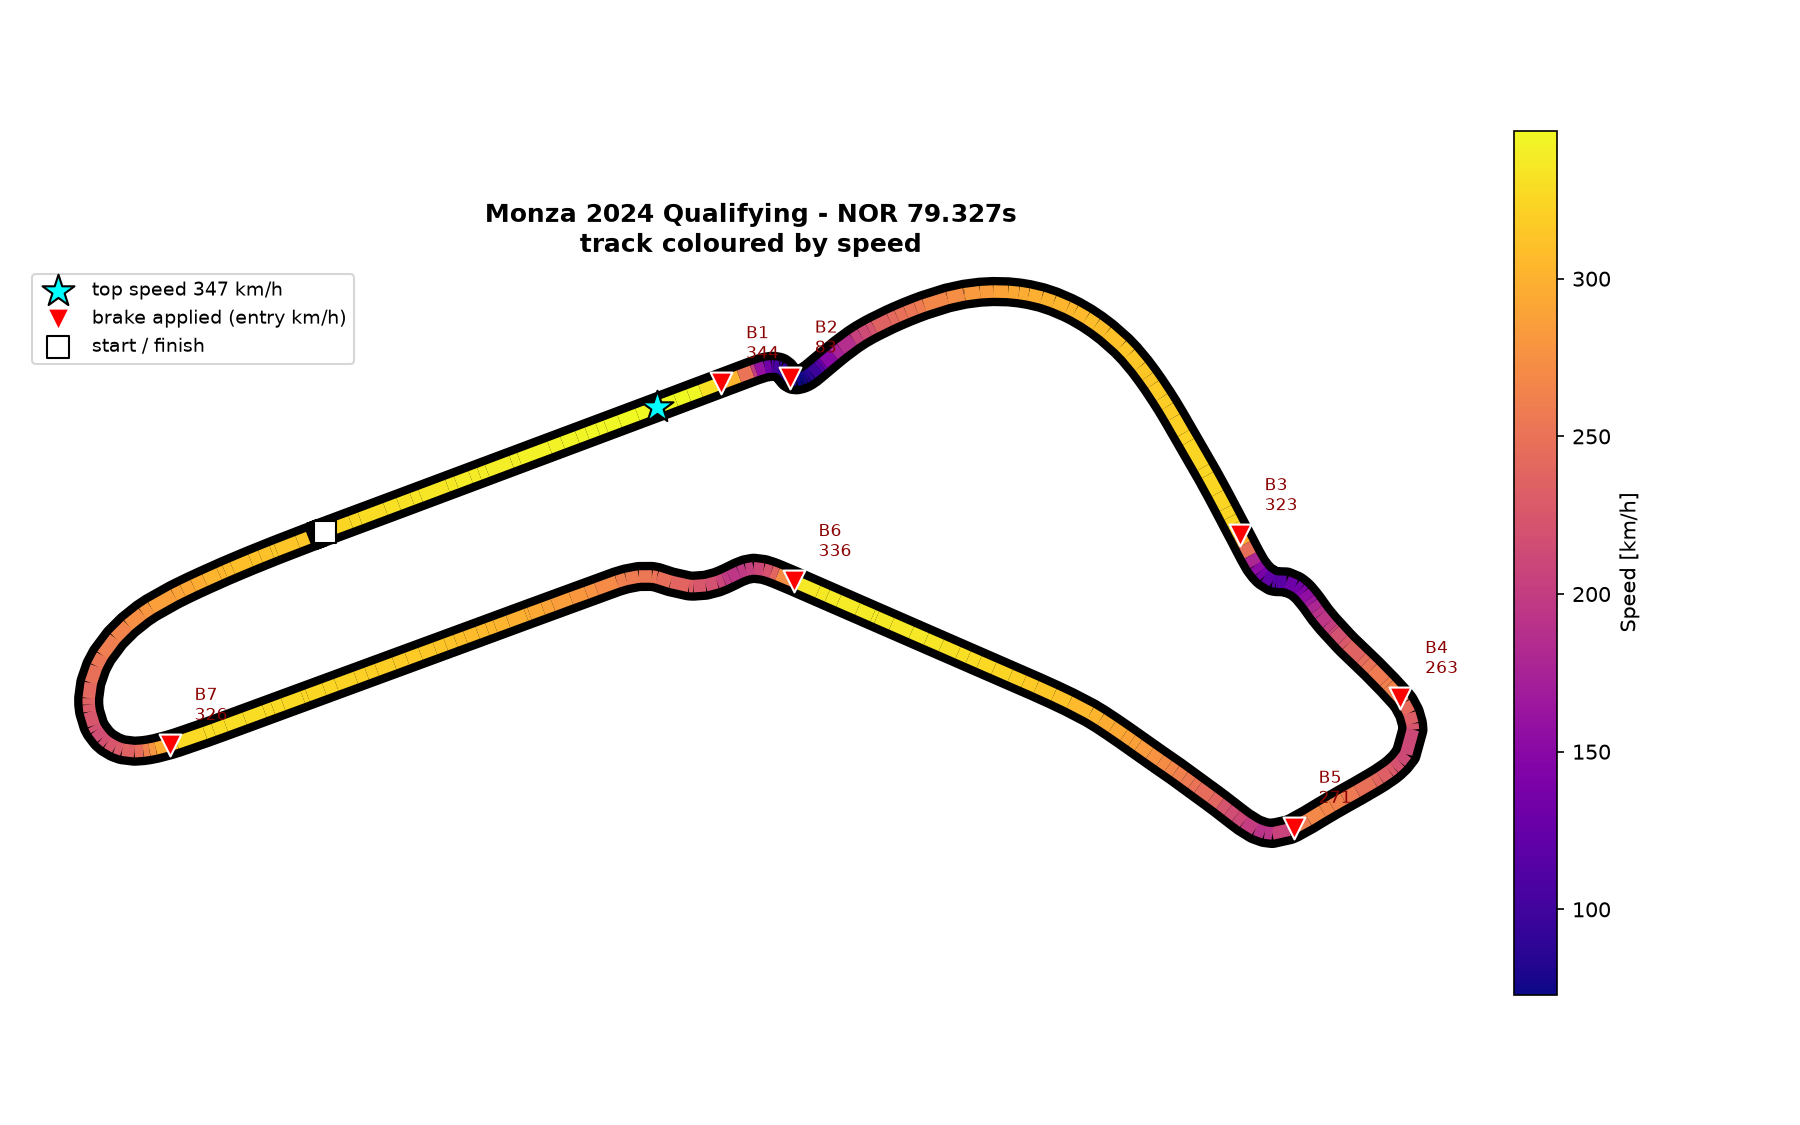 Monza 2024 Qualifying - NOR 79.327s
track coloured by speed
top speed 347 km/h
brake applied (entry km/h)
start / finish
B1
344
B2
B3
323
B4
263
B5
271
B6
336
B7
326
300
250
200
150
100
Speed [km/h]